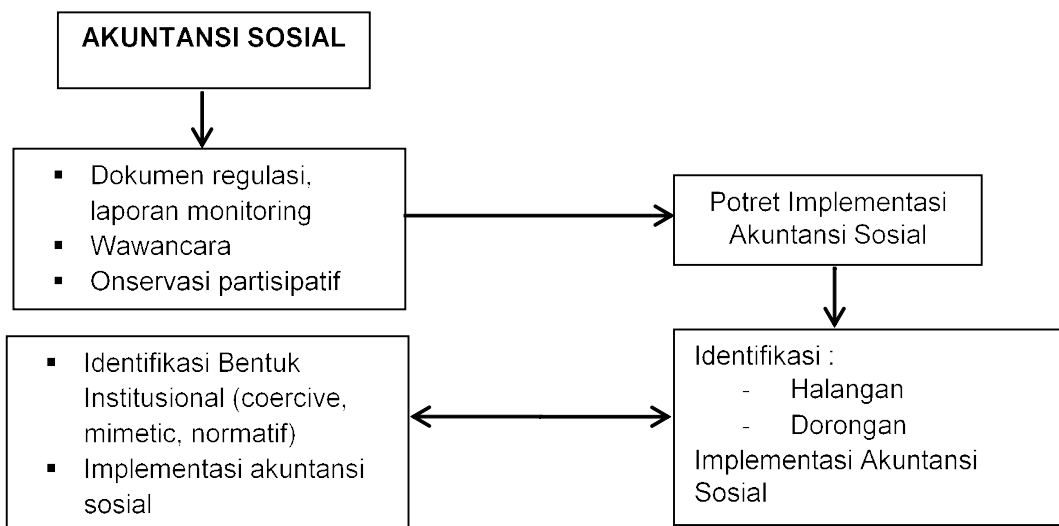 AKUNTANSI SOSIAL
▪ Dokumen regulasi,
laporan monitoring
▪ Wawancara
▪ Onservasi partisipatif
Potret Implementasi
Akuntansi Sosial
▪ Identifikasi Bentuk
Institusional (coercive,
mimetic, normatif)
▪ Implementasi akuntansi
sosial
Identifikasi :
- Halangan
- Dorongan
Implementasi Akuntansi
Sosial